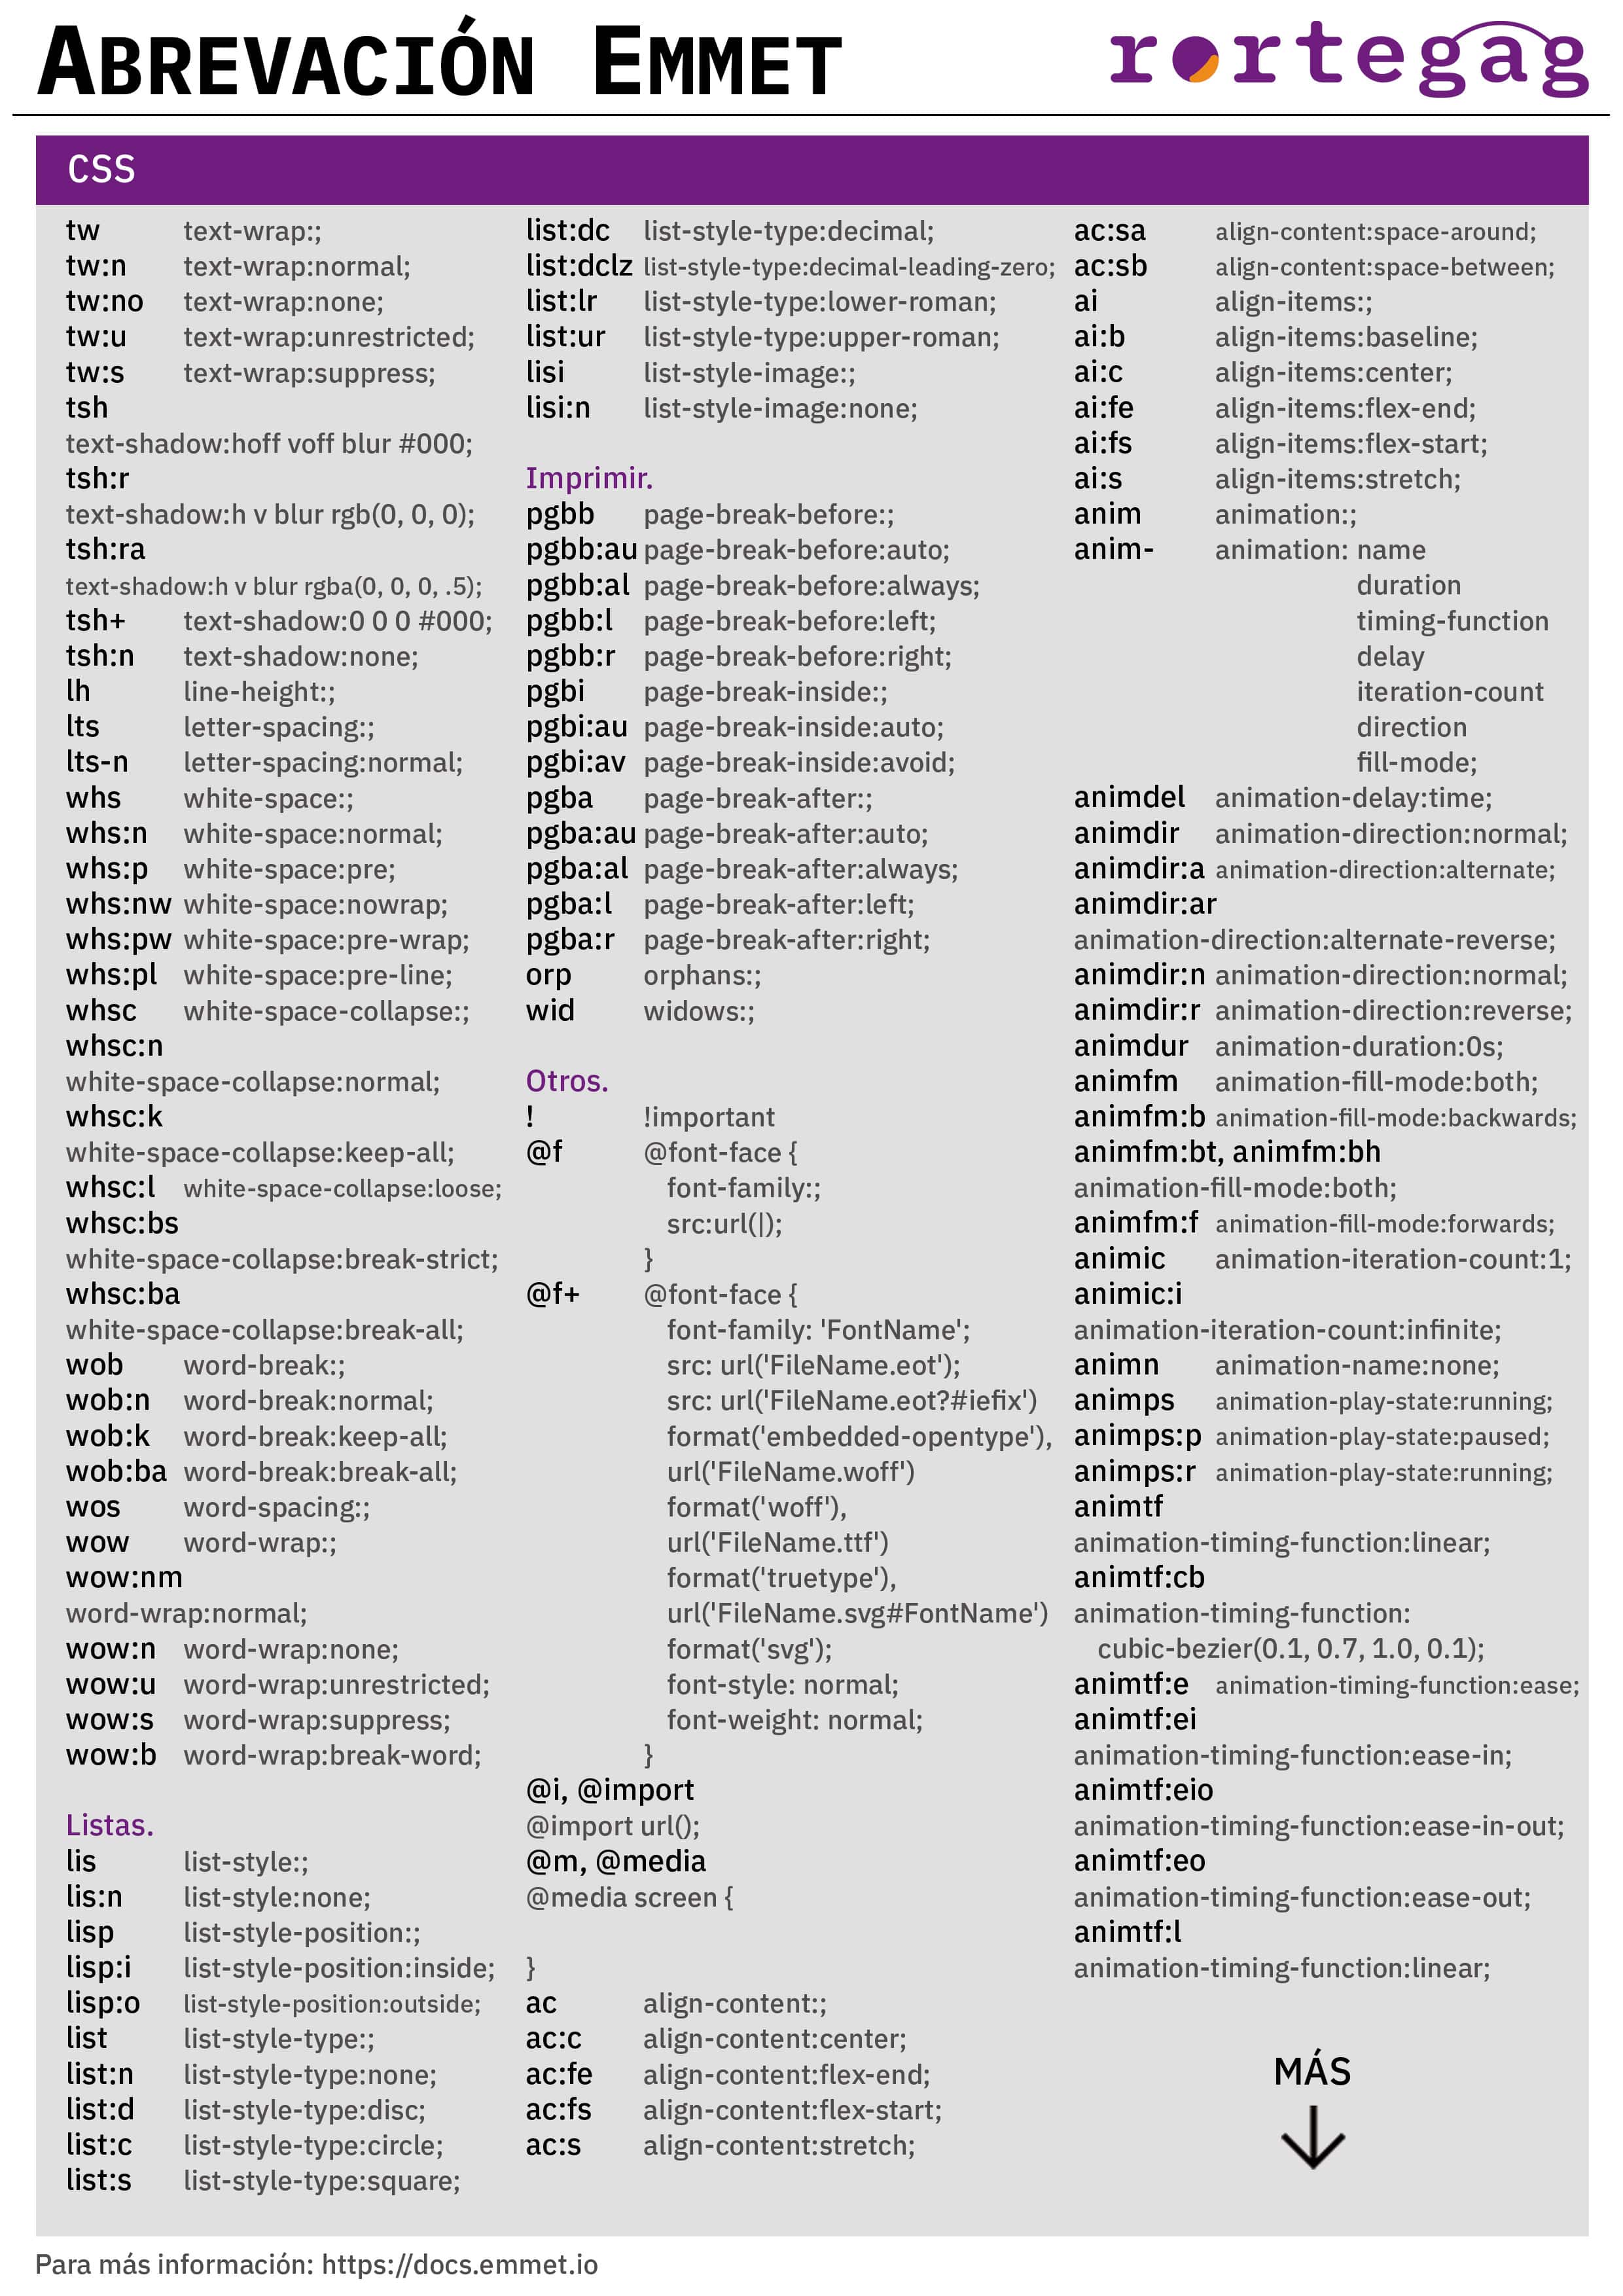 ABREVACIÓN EMMET
rortegag
CSS
tw text-wrap:;
tw:n text-wrap:normal;
tw:no text-wrap:none;
tw:u text-wrap:unrestricted;
tw:s text-wrap:suppress;
tsh
text-shadow:hoff voff blur #000;
tsh:r
text-shadow:h v blur rgb(0, 0, 0);
tsh:ra
text-shadow:h v blur rgba(0, 0, 0, .5);
tsh+ text-shadow:0 0 0 #000;
tsh:n text-shadow:none;
lh line-height:;
lts letter-spacing:;
lts-n letter-spacing:normal;
whs white-space:;
whs:n white-space:normal;
whs:p white-space:pre;
whs:nw white-space:nowrap;
whs:pw white-space:pre-wrap;
whs:pl white-space:pre-line;
whsc white-space-collapse:;
whsc:n
white-space-collapse:normal;
whsc:k
white-space-collapse:keep-all;
whsc:l white-space-collapse:loose;
whsc:bs
white-space-collapse:break-strict;
whsc:ba
white-space-collapse:break-all;
wob word-break:;
wob:n word-break:normal;
wob:k word-break:keep-all;
wob:ba word-break:break-all;
wos word-spacing:;
wow word-wrap:;
wow:nm
word-wrap:normal;
wow:n word-wrap:none;
wow:u word-wrap:unrestricted;
wow:s word-wrap:suppress;
wow:b word-wrap:break-word;
Listas.
lis list-style:;
lis:n list-style:none;
lisp list-style-position:;
lisp:i list-style-position:inside;
lisp:o list-style-position:outside;
list list-style-type:;
list:n list-style-type:none;
list:d list-style-type:disc;
list:c list-style-type:circle;
list:s list-style-type:square;
list:dc list-style-type:decimal;
list:dclz list-style-type:decimal-leading-zero;
list:lr list-style-type:lower-roman;
list:ur list-style-type:upper-roman;
lisi list-style-image:;
lisi:n list-style-image:none;
Imprimir.
pgbb page-break-before:;
pgbb:au page-break-before:auto;
pgbb:al page-break-before:always;
pgbb:l page-break-before:left;
pgbb:r page-break-before:right;
pgbi page-break-inside:;
pgbi:au page-break-inside:auto;
pgbi:av page-break-inside:avoid;
pgba page-break-after:;
pgba:au page-break-after:auto;
pgba:al page-break-after:always;
pgba:l page-break-after:left;
pgba:r page-break-after:right;
orp orphans:;
wid widows:;
Otros.
! !important
@f @font-face {
font-family:;
src:url(|);
}
@f+ @font-face {
font-family: 'FontName';
src: url('FileName.eot');
src: url('FileName.eot?#iefix')
format('embedded-opentype'),
url('FileName.woff')
format('woff'),
url('FileName.ttf')
format('truetype'),
url('FileName.svg#FontName')
format('svg');
font-style: normal;
font-weight: normal;
}
@i, @import
@import url();
@m, @media
@media screen {
}
ac align-content:;
ac:c align-content:center;
ac:fe align-content:flex-end;
ac:fs align-content:flex-start;
ac:s align-content:stretch;
ac:sa align-content:space-around;
ac:sb align-content:space-between;
ai align-items:;
ai:b align-items:baseline;
ai:c align-items:center;
ai:fe align-items:flex-end;
ai:fs align-items:flex-start;
ai:s align-items:stretch;
anim animation:;
anim- animation: name
duration
timing-function
delay
iteration-count
direction
fill-mode;
animdel animation-delay:time;
animdir animation-direction:normal;
animdir:a animation-direction:alternate;
animdir:ar
animation-direction:alternate-reverse;
animdir:n animation-direction:normal;
animdir:r animation-direction:reverse;
animdur animation-duration:0s;
animfm animation-fill-mode:both;
animfm:b animation-fill-mode:backwards;
animfm:bt, animfm:bh
animation-fill-mode:both;
animfm:f animation-fill-mode:forwards;
animic animation-iteration-count:1;
animic:i
animation-iteration-count:infinite;
animn animation-name:none;
animps animation-play-state:running;
animps:p animation-play-state:paused;
animps:r animation-play-state:running;
animtf
animation-timing-function:linear;
animtf:cb
animation-timing-function:
cubic-bezier(0.1, 0.7, 1.0, 0.1);
animtf:e animation-timing-function:ease;
animtf:ei
animation-timing-function:ease-in;
animtf:eio
animation-timing-function:ease-in-out;
animtf:eo
animation-timing-function:ease-out;
animtf:l
animation-timing-function:linear;
MÁS
Para más información: https://docs.emmet.io